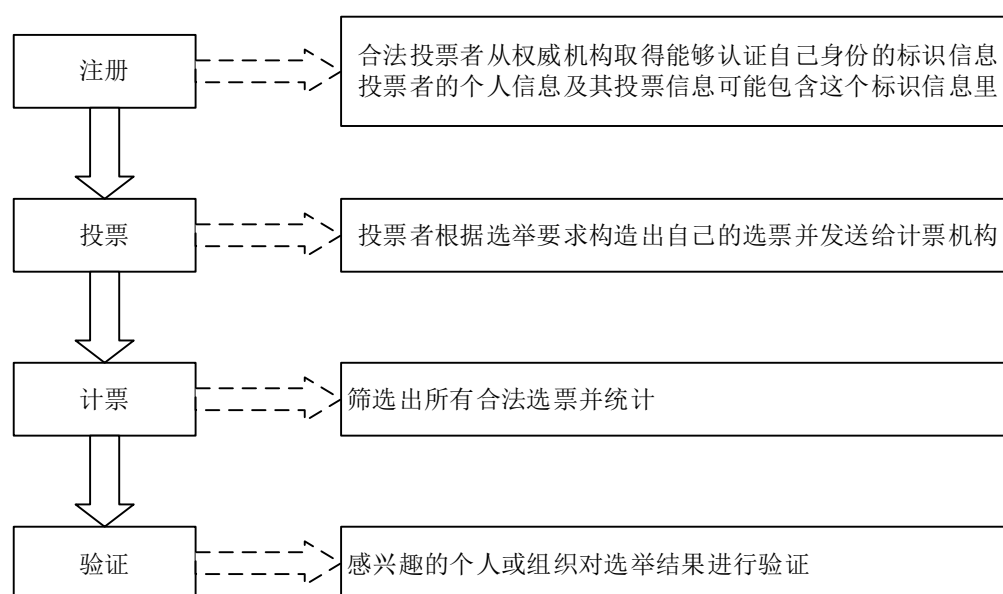 注册
合法投票者从权威机构取得能够认证自己身份的标识信息
投票者的个人信息及其投票信息可能包含这个标识信息里
投票
投票者根据选举要求构造出自己的选票并发送给计票机构
计票
筛选出所有合法选票并统计
验证
感兴趣的个人或组织对选举结果进行验证